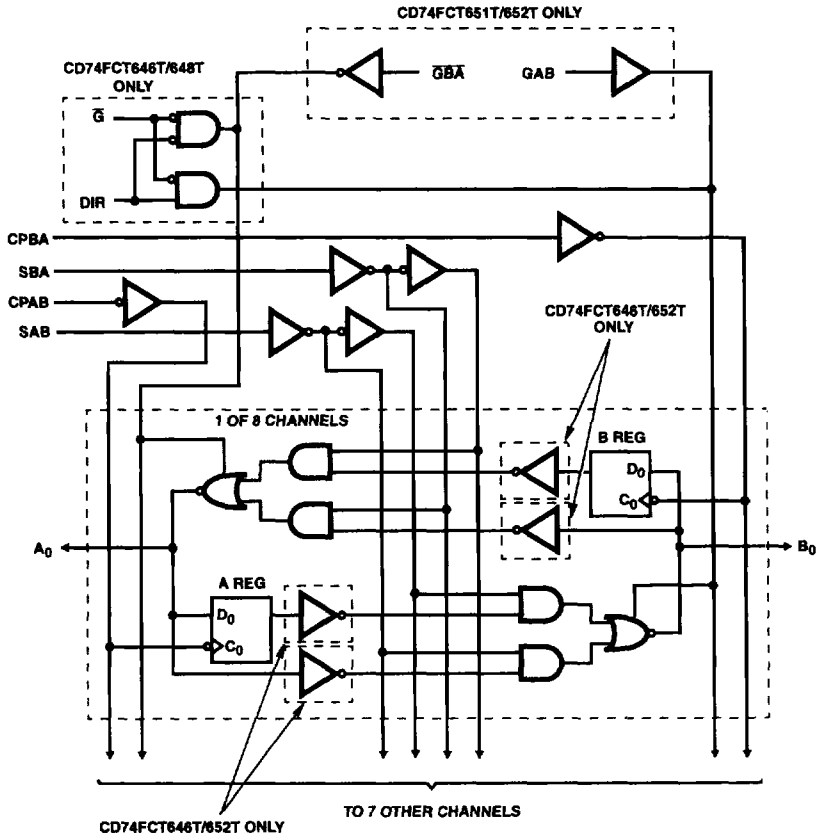 CD74FCT651T/652T ONLY
CD74FCT646T/648T
ONLY
G̅
DIR
G̅B̅A̅
GAB
CPBA
SBA
CPAB
SAB
CD74FCT646T/652T
ONLY
1 OF 8 CHANNELS
B REG
D₀
C₀
A₀
B₀
A REG
D₀
C₀
TO 7 OTHER CHANNELS
CD74FCT646T/652T ONLY